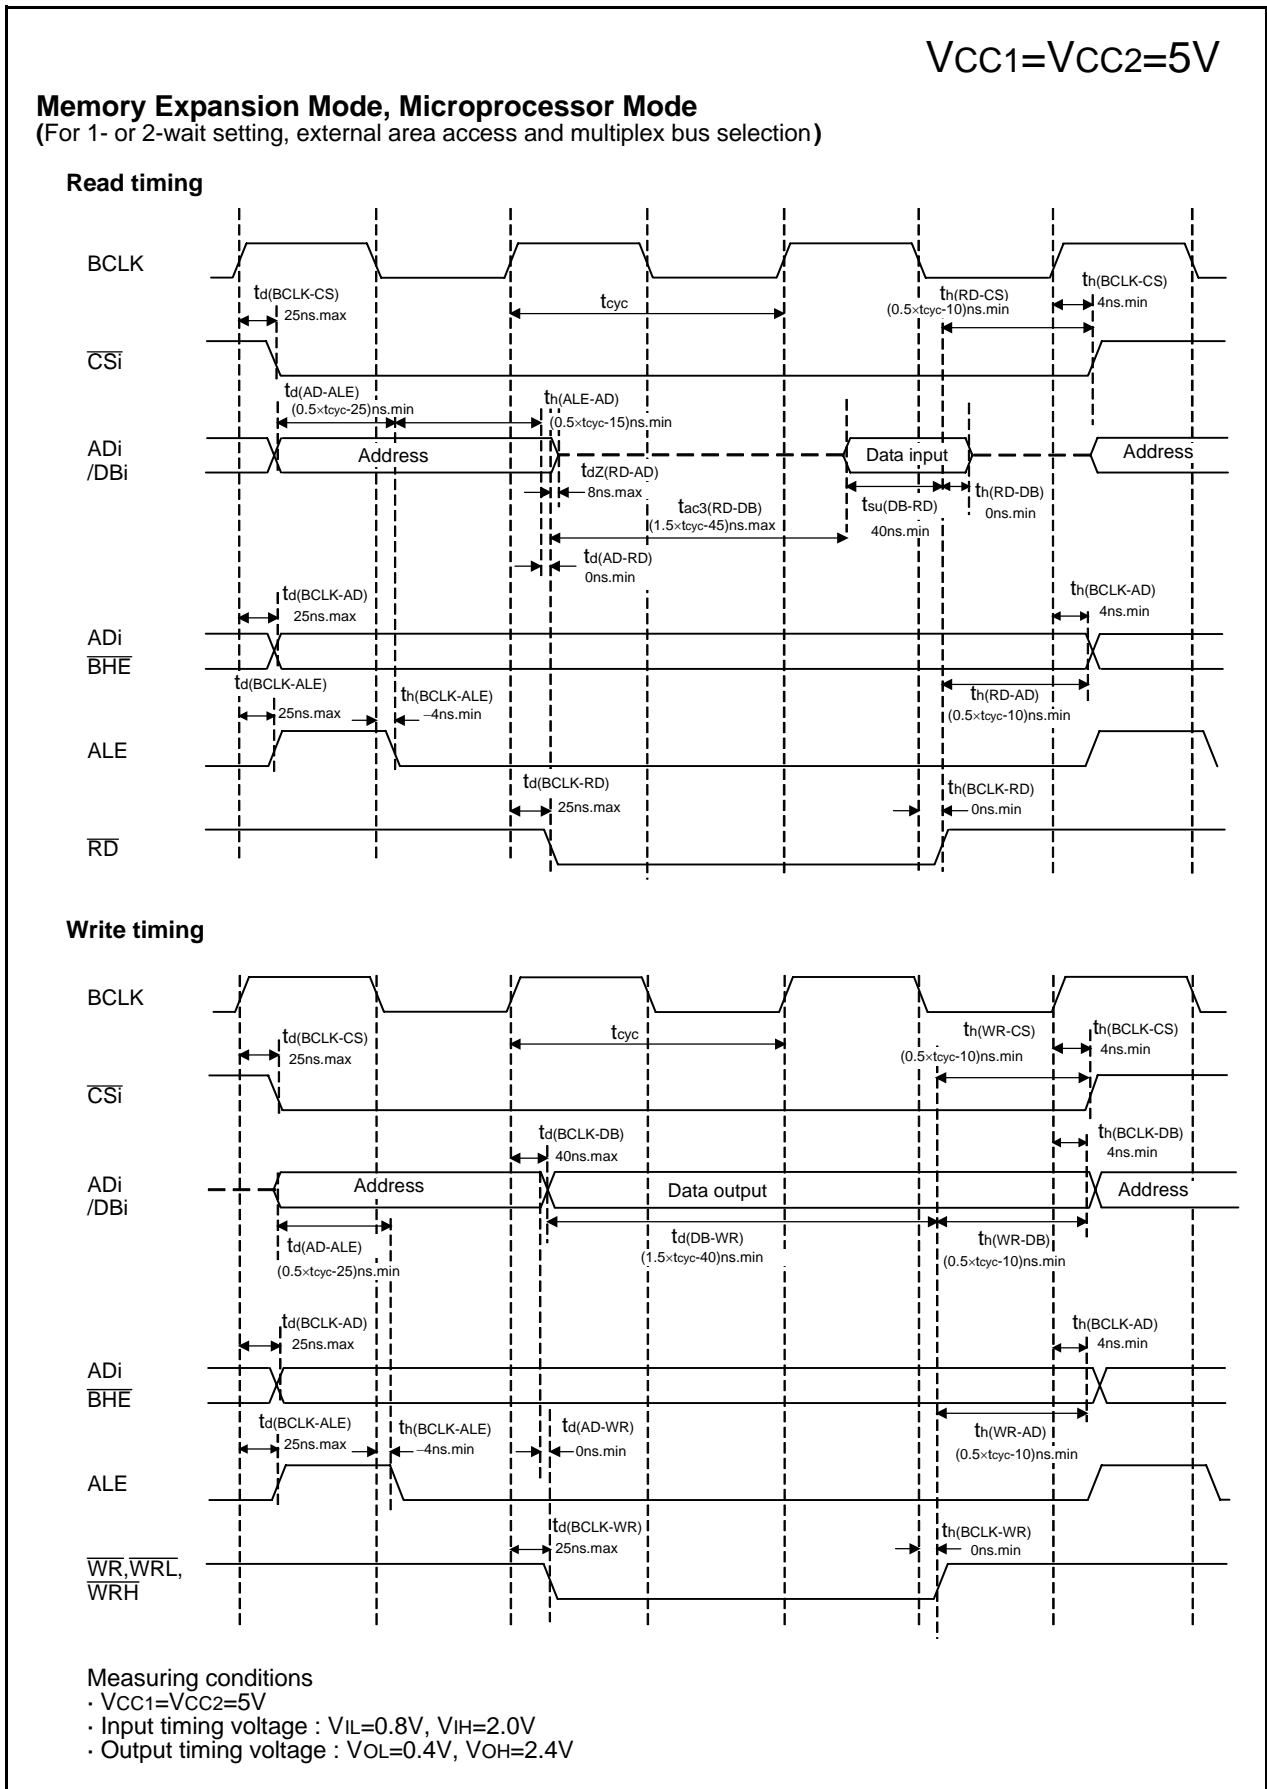 VCC1=VCC2=5V
Memory Expansion Mode, Microprocessor Mode
(For 1- or 2-wait setting, external area access and multiplex bus selection)
Read timing
BCLK
td(BCLK-CS)
25ns.max
tcyc
th(RD-CS)
(0.5×tcyc-10)ns.min
th(BCLK-CS)
4ns.min
CSi
td(AD-ALE)
(0.5×tcyc-25)ns.min
th(ALE-AD)
(0.5×tcyc-15)ns.min
ADi
/DBi
Address
Data input
Address
tdZ(RD-AD)
8ns.max
tac3(RD-DB)
(1.5×tcyc-45)ns.max
tsu(DB-RD)
40ns.min
th(RD-DB)
0ns.min
td(AD-RD)
0ns.min
td(BCLK-AD)
25ns.max
th(BCLK-AD)
4ns.min
ADi
BHE
td(BCLK-ALE)
25ns.max
th(BCLK-ALE)
−4ns.min
th(RD-AD)
(0.5×tcyc-10)ns.min
ALE
td(BCLK-RD)
25ns.max
th(BCLK-RD)
0ns.min
RD
Write timing
BCLK
td(BCLK-CS)
25ns.max
tcyc
th(WR-CS)
(0.5×tcyc-10)ns.min
th(BCLK-CS)
4ns.min
CSi
td(BCLK-DB)
40ns.max
th(BCLK-DB)
4ns.min
ADi
/DBi
Address
Data output
Address
td(AD-ALE)
(0.5×tcyc-25)ns.min
td(DB-WR)
(1.5×tcyc-40)ns.min
th(WR-DB)
(0.5×tcyc-10)ns.min
td(BCLK-AD)
25ns.max
th(BCLK-AD)
4ns.min
ADi
BHE
td(BCLK-ALE)
25ns.max
th(BCLK-ALE)
−4ns.min
td(AD-WR)
0ns.min
th(WR-AD)
(0.5×tcyc-10)ns.min
ALE
td(BCLK-WR)
25ns.max
th(BCLK-WR)
0ns.min
WR,WRL,
WRH
Measuring conditions
· VCC1=VCC2=5V
· Input timing voltage : VIL=0.8V, VIH=2.0V
· Output timing voltage : VOL=0.4V, VOH=2.4V